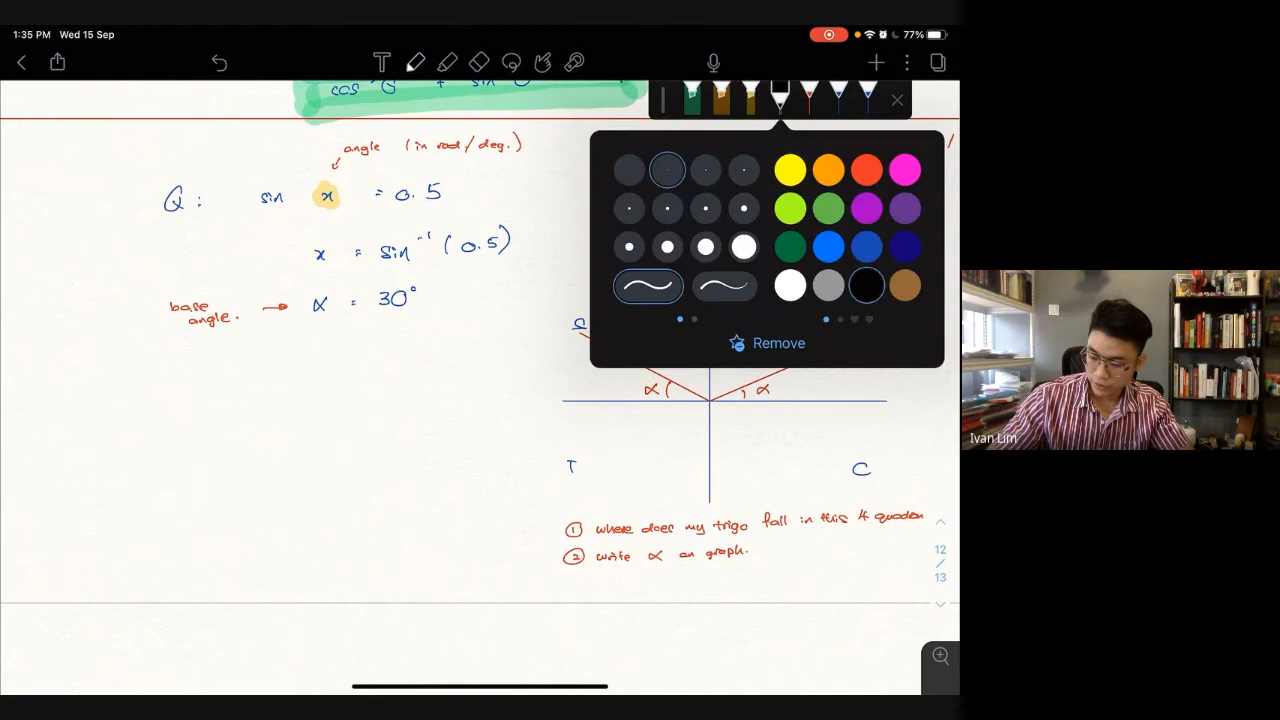 1:35 PM Wed 15 Sep
77%
T
angle (in rad/deg.)
Q: sin x = 0.5
x = sin⁻¹ (0.5)
base angle. → α = 30°
Remove
S
α α
T C
① where does my trigo fall in this 4 quadran
② write α on graph.
12
/
13
Ivan Lim